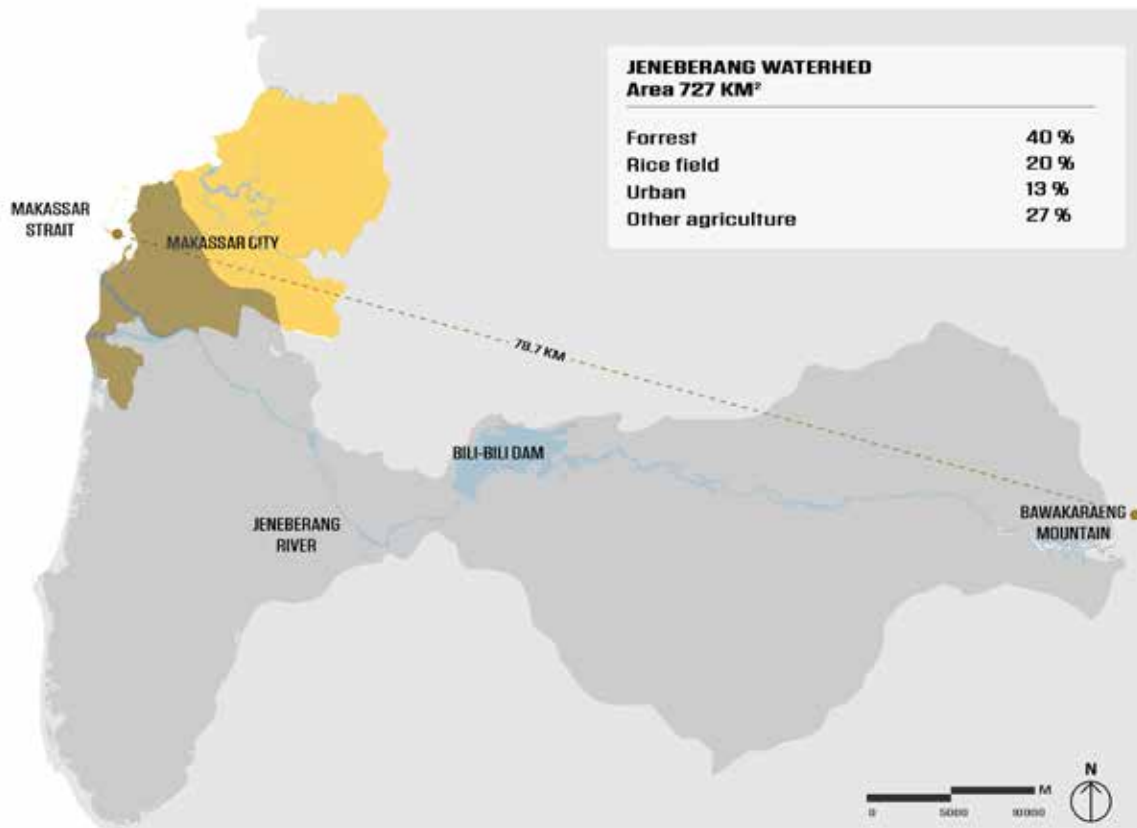 JENEBERANG WATERHED
Area 727 KM²
Forrest 40 %
Rice field 20 %
Urban 13 %
Other agriculture 27 %
MAKASSAR
STRAIT
MAKASSAR CITY
78.7 KM
BILI-BILI DAM
JENEBERANG
RIVER
BAWAKARAENG
MOUNTAIN
N
M
0 5000 10000